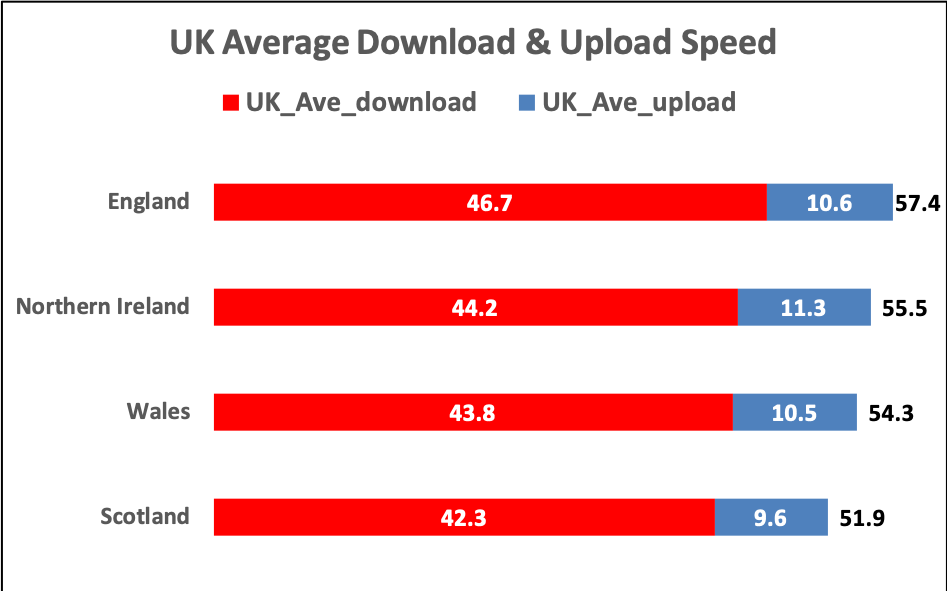 UK Average Download & Upload Speed
UK_Ave_download UK_Ave_upload
England 46.7 10.6 57.4
Northern Ireland 44.2 11.3 55.5
Wales 43.8 10.5 54.3
Scotland 42.3 9.6 51.9